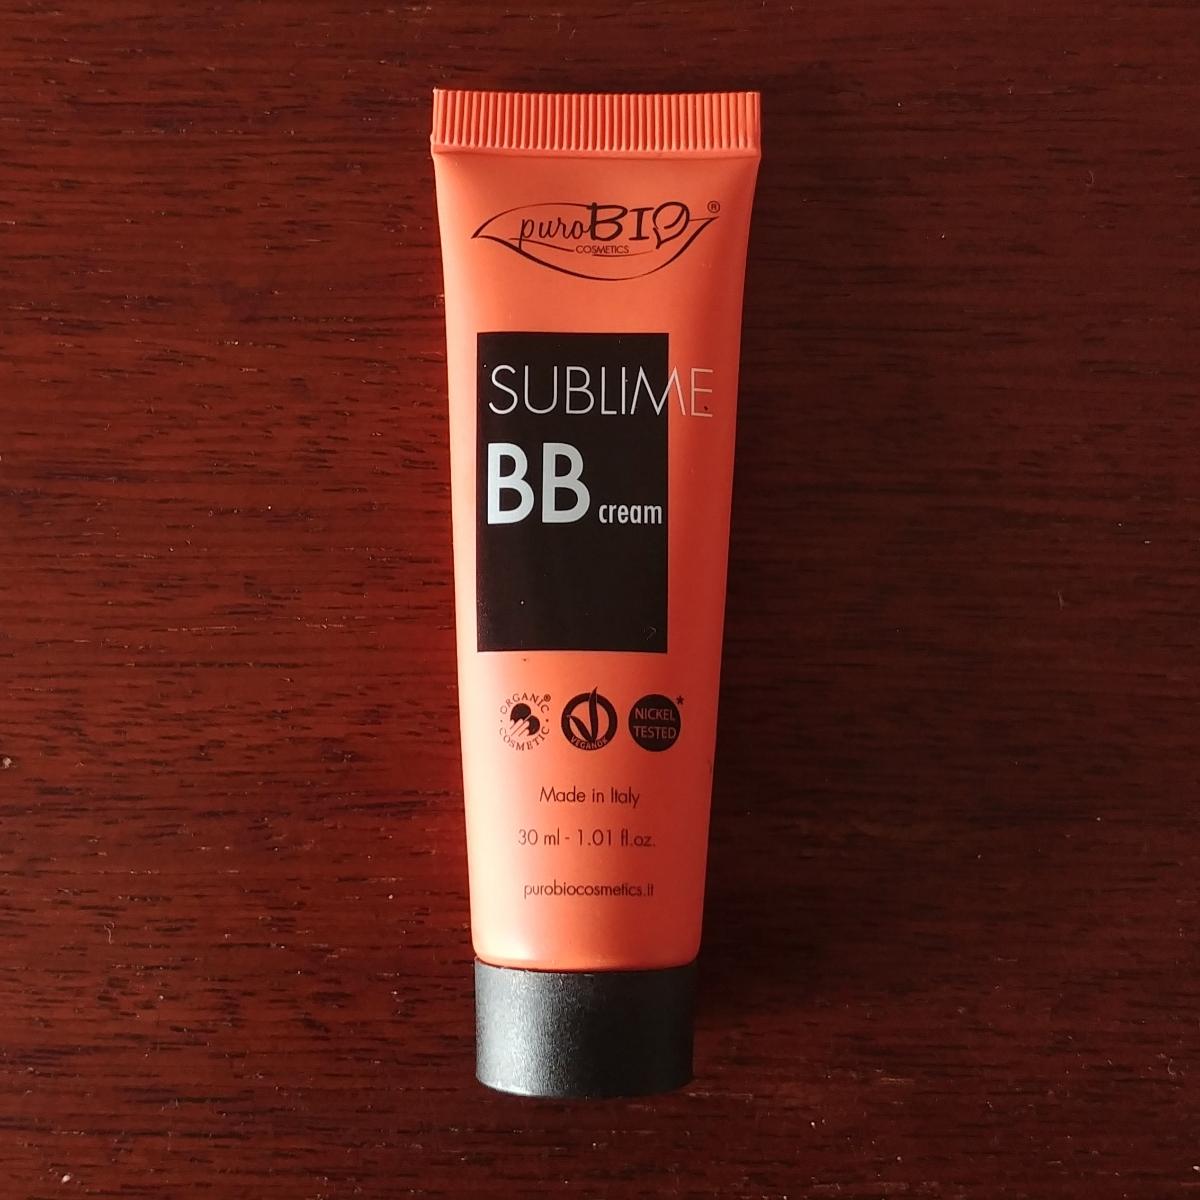 puroBIO®
COSMETICS
SUBLIME
BB cream
ORGANIC®
COSMETIC
VEGANOK
NICKEL
TESTED*
Made in Italy
30 ml - 1.01 fl.oz.
purobiocosmetics.it